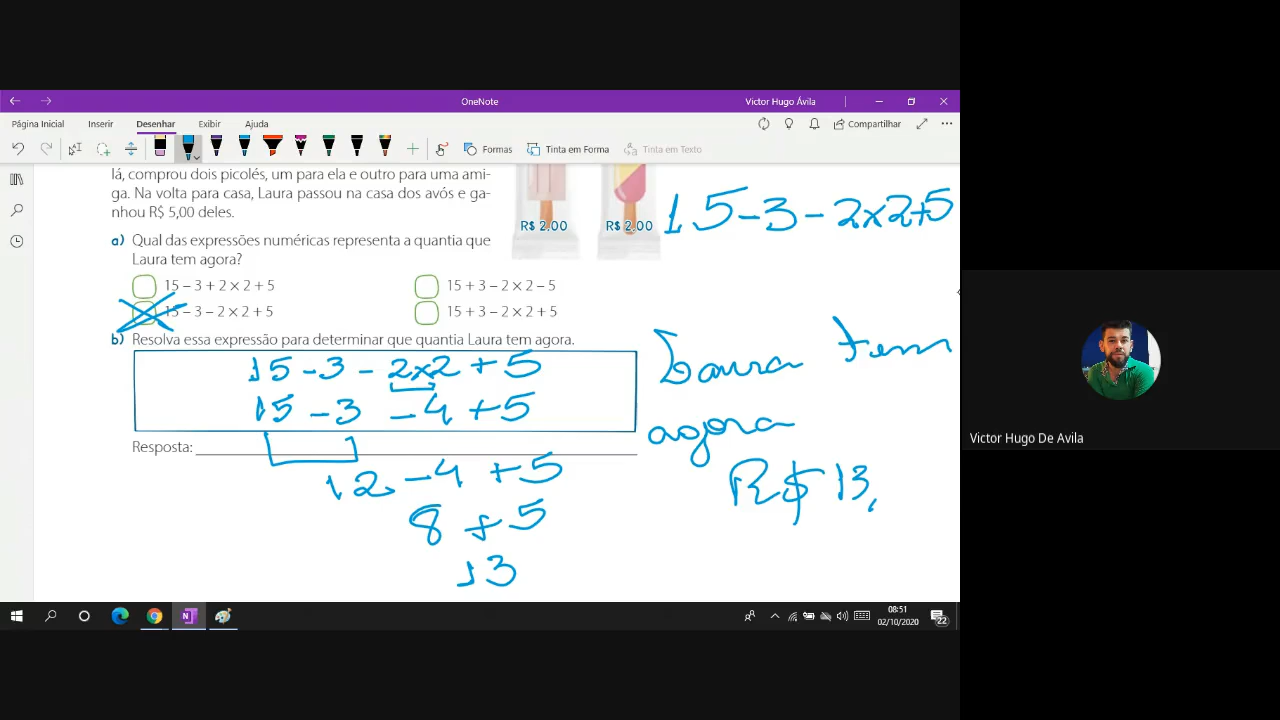 OneNote
Victor Hugo Ávila
Página Inicial Inserir Desenhar Exibir Ajuda
Compartilhar
Formas Tinta em Forma Tinta em Texto
lá, comprou dois picolés, um para ela e outro para uma ami-
ga. Na volta para casa, Laura passou na casa dos avós e ga-
nhou R$ 5,00 deles.
R$ 2,00 R$ 2,00
15-3-2x2+5
a) Qual das expressões numéricas representa a quantia que
Laura tem agora?
15 – 3 + 2 × 2 + 5 15 + 3 – 2 × 2 – 5
15 – 3 – 2 × 2 + 5 15 + 3 – 2 × 2 + 5
b) Resolva essa expressão para determinar que quantia Laura tem agora.
15 -3 - 2x2 + 5
15 -3 -4 +5
Resposta:
12 -4 +5
8 +5
13
Laura tem
agora
R$ 13,
Victor Hugo De Avila
08:51
02/10/2020
22